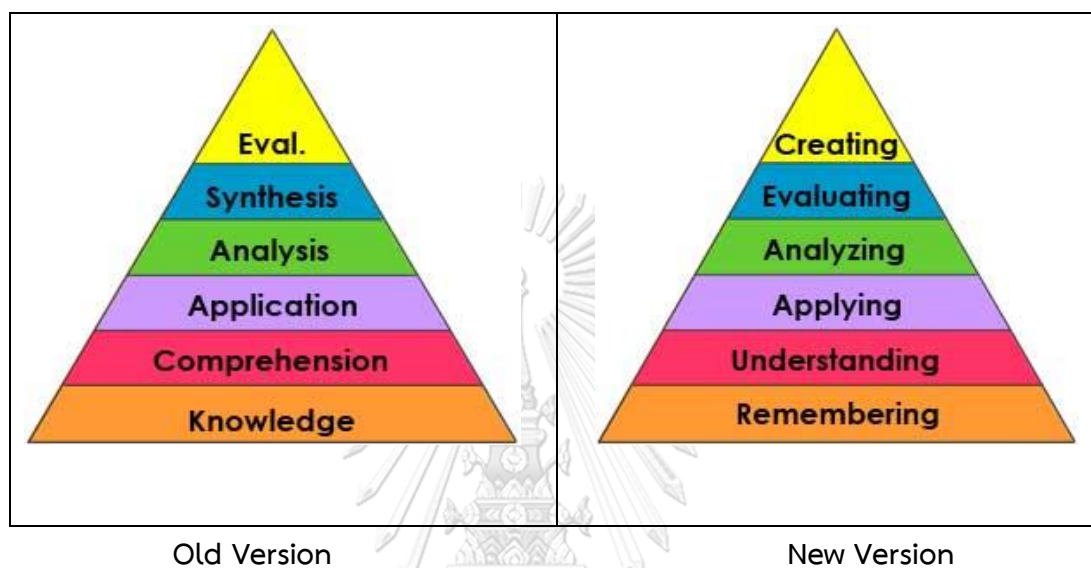 Eval.
Synthesis
Analysis
Application
Comprehension
Knowledge
Old Version
Creating
Evaluating
Analyzing
Applying
Understanding
Remembering
New Version